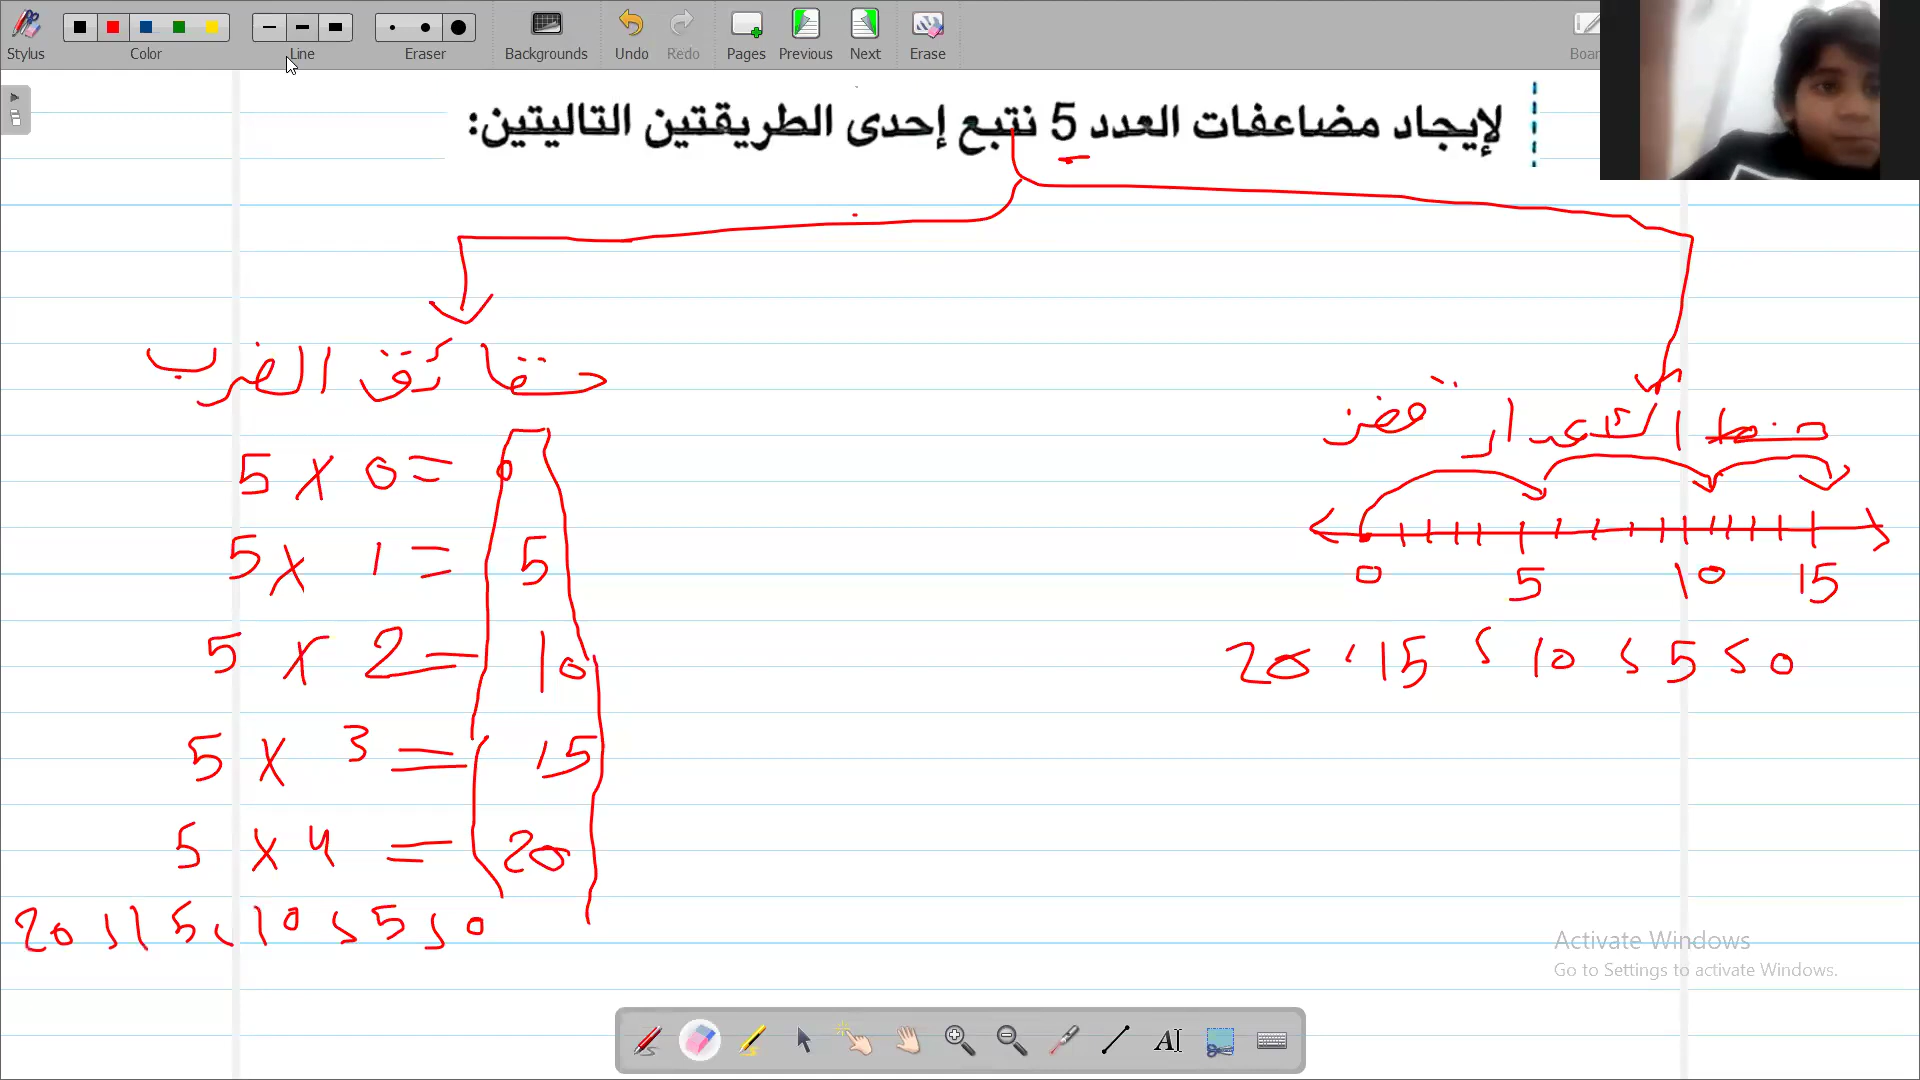 Stylus Color Line Eraser Backgrounds Undo Redo Pages Previous Next Erase Boar
لإيجاد مضاعفات العدد 5 نتبع إحدى الطريقتين التاليتين:
حقائق الضرب
5 x 0 = 0
5 x 1 = 5
5 x 2 = 10
5 x 3 = 15
5 x 4 = 20
0 ، 5 ، 10 ، 15 ، 20
خط الأعداد
قفز
0 5 10 15
0 ، 5 ، 10 ، 15 ، 20
Activate Windows
Go to Settings to activate Windows.
AI